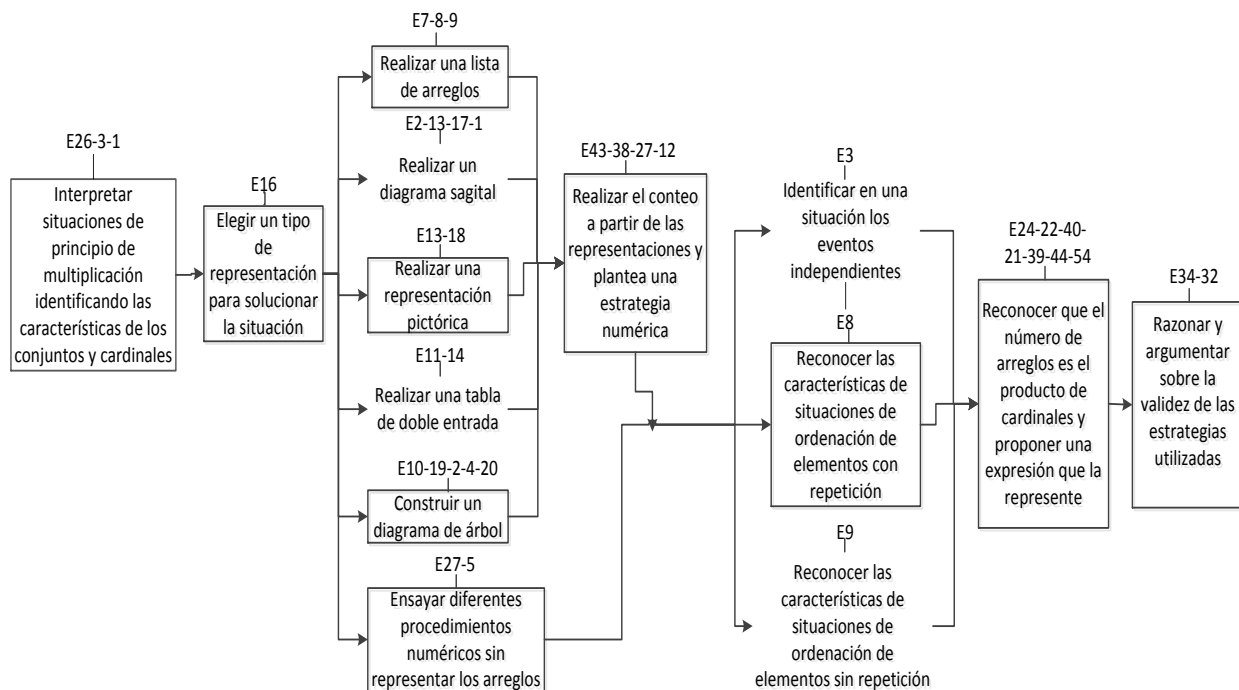 E26-3-1
Interpretar
situaciones de
principio de
multiplicación
identificando las
características de los
conjuntos y cardinales
E16
Elegir un tipo
de
representación
para solucionar
la situación
E7-8-9
Realizar una lista
de arreglos
E2-13-17-1
Realizar un
diagrama sagital
E13-18
Realizar una
representación
pictórica
E11-14
Realizar una tabla
de doble entrada
E10-19-2-4-20
Construir un
diagrama de árbol
E27-5
Ensayar diferentes
procedimientos
numéricos sin
representar los arreglos
E43-38-27-12
Realizar el conteo
a partir de las
representaciones y
plantea una
estrategia
numérica
E3
Identificar en una
situación los
eventos
independientes
E8
Reconocer las
características de
situaciones de
ordenación de
elementos con
repetición
E9
Reconocer las
características de
situaciones de
ordenación de
elementos sin repetición
E24-22-40-
21-39-44-54
Reconocer que el
número de
arreglos es el
producto de
cardinales y
proponer una
expresión que la
represente
E34-32
Razonar y
argumentar
sobre la
validez de las
estrategias
utilizadas